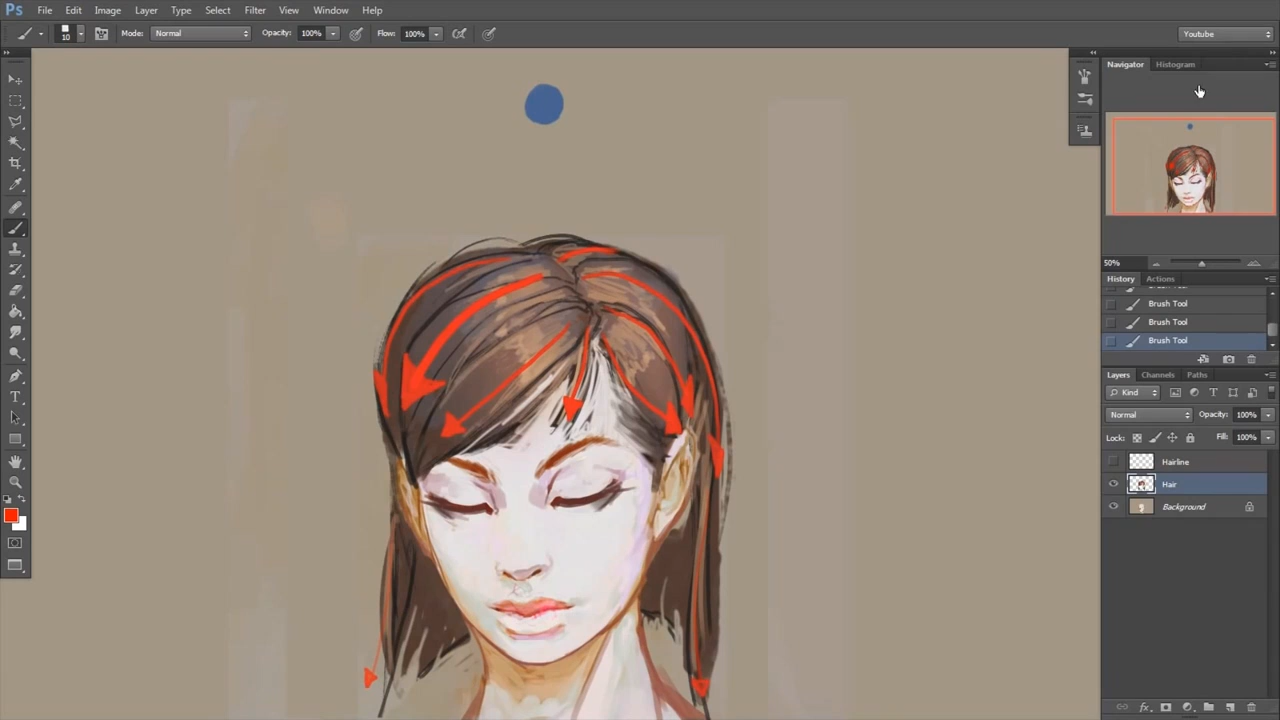 Ps File Edit Image Layer Type Select Filter View Window Help
10 Mode: Normal Opacity: 100% Flow: 100% Youtube
Navigator Histogram
50%
History Actions
Brush Tool
Brush Tool
Brush Tool
Layers Channels Paths
Kind
Normal Opacity: 100%
Lock: Fill: 100%
Hairline
Hair
Background
fx